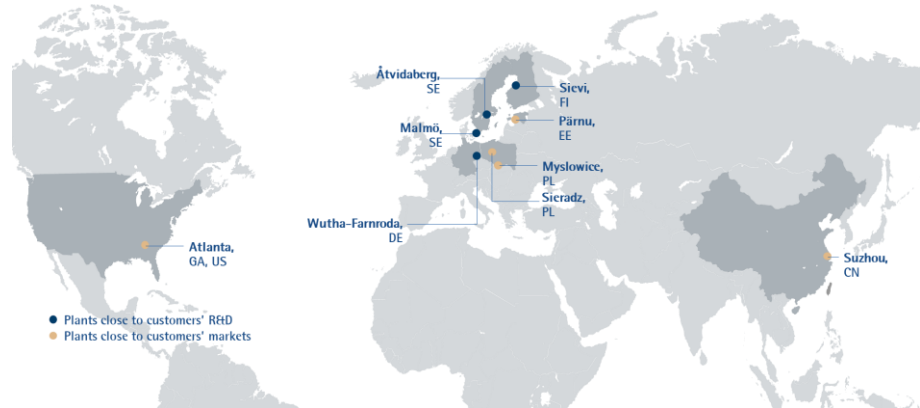 Åtvidaberg,
SE
Sievi,
FI
Malmö,
SE
Pärnu,
EE
Myslowice,
PL
Sieradz,
PL
Wutha-Farnroda,
DE
Atlanta,
GA, US
Suzhou,
CN
Plants close to customers' R&D
Plants close to customers' markets